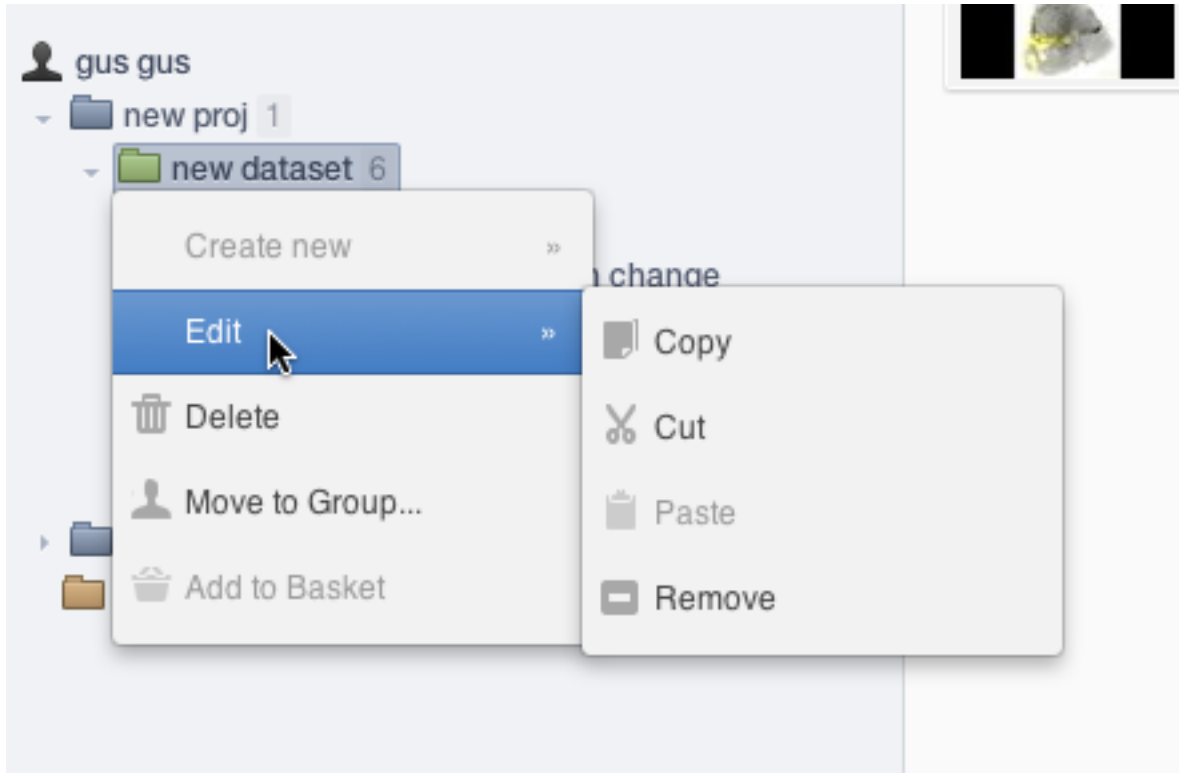 gus gus
new proj 1
new dataset 6
Create new »
change
Edit »
Copy
Delete
Cut
Move to Group...
Paste
Add to Basket
Remove